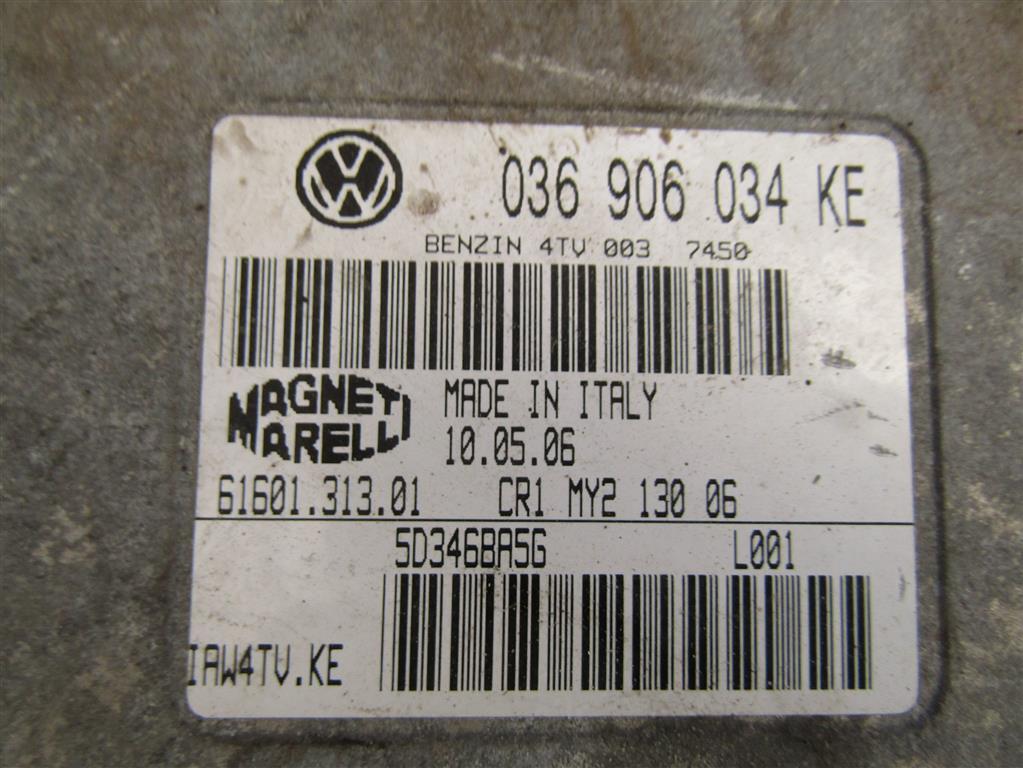 036 906 034 KE
BENZIN 4TV 003 7450
MAGNETI
MARELLI
MADE IN ITALY
10.05.06
61601.313.01 CR1 MY2 130 06
5D346BA5G L001
IAW4TV.KE